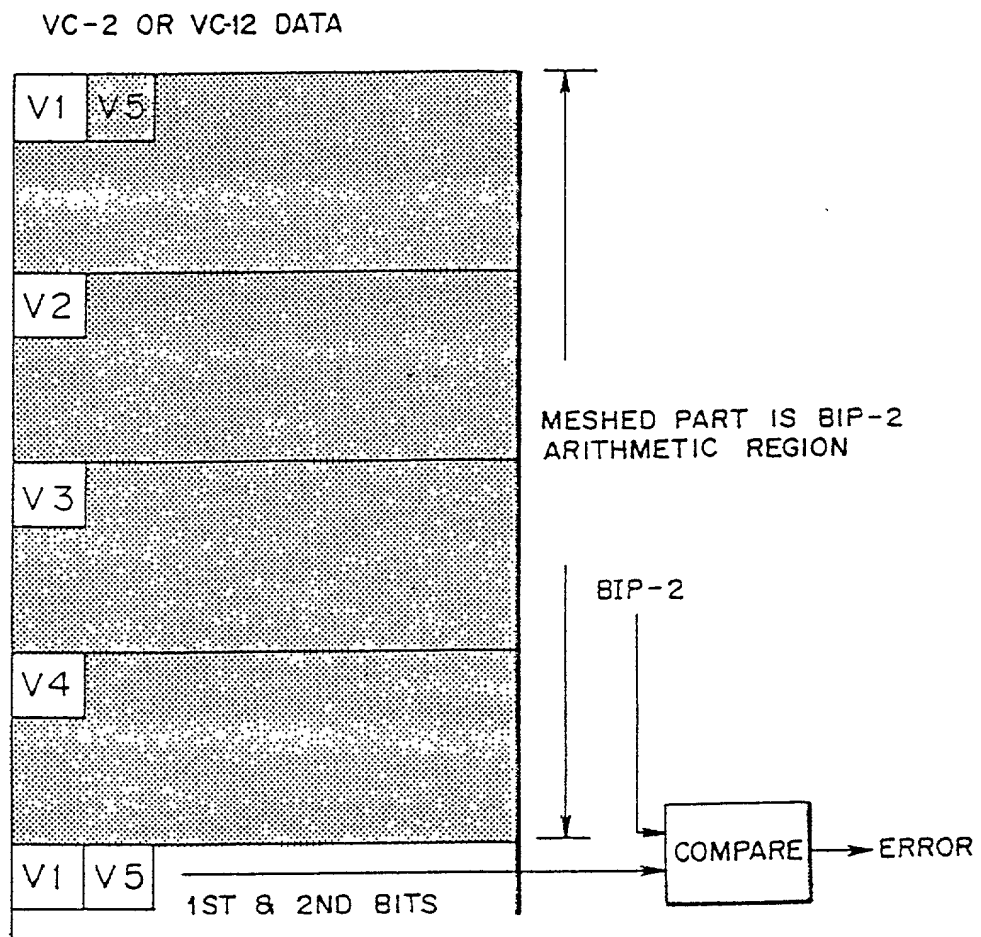 VC-2 OR VC-12 DATA
V1 V5
V2
MESHED PART IS BIP-2
ARITHMETIC REGION
V3
BIP-2
V4
COMPARE
ERROR
V1 V5
1ST & 2ND BITS